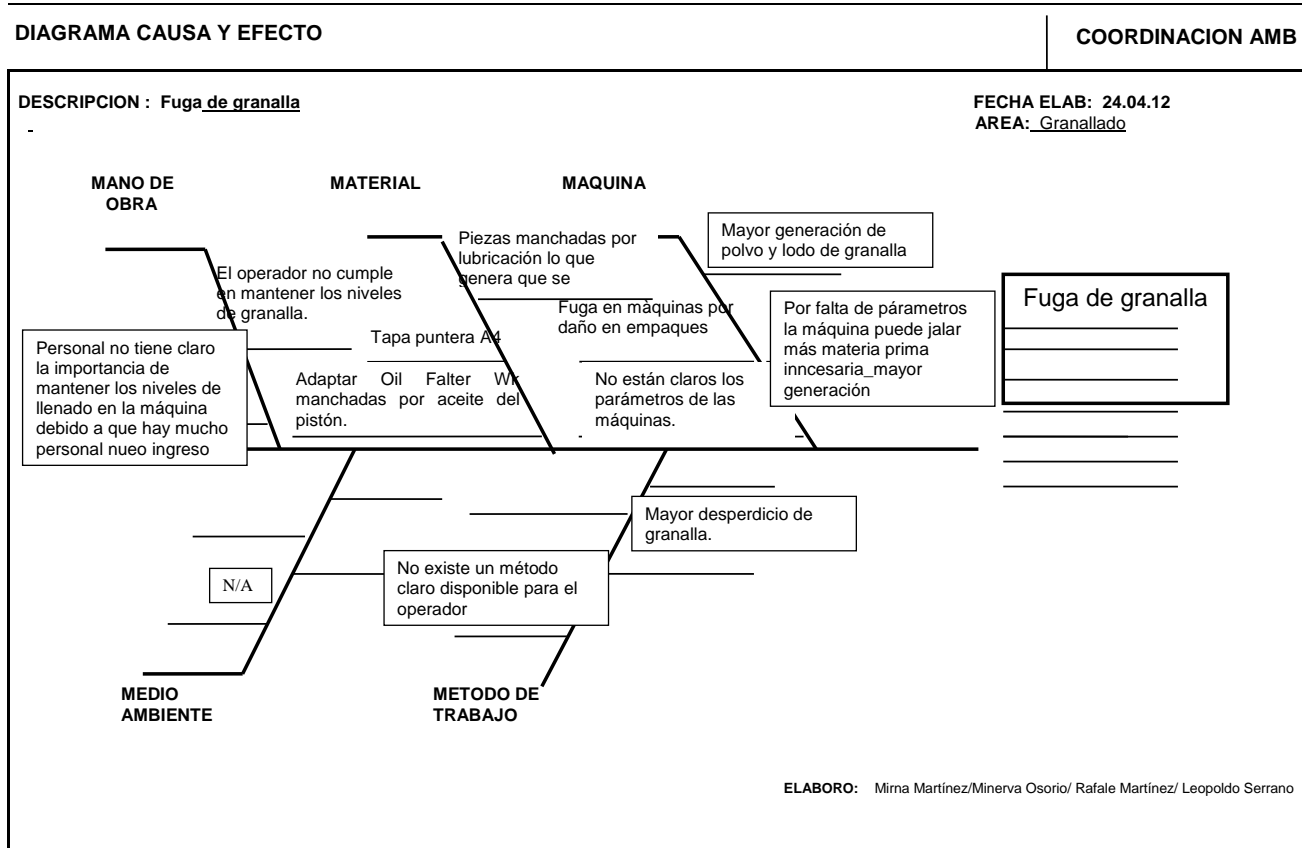 DIAGRAMA CAUSA Y EFECTO
COORDINACION AMB
DESCRIPCION : Fuga de granalla
-
FECHA ELAB: 24.04.12
AREA: Granallado
MANO DE
OBRA
MATERIAL
MAQUINA
El operador no cumple
en mantener los niveles
de granalla.
Personal no tiene claro
la importancia de
mantener los niveles de
llenado en la máquina
debido a que hay mucho
personal nueo ingreso
Piezas manchadas por
lubricación lo que
genera que se
Tapa puntera A4
Adaptar Oil Falter Wk
manchadas por aceite del
pistón.
Mayor generación de
polvo y lodo de granalla
Fuga en màquinas por
daño en empaques
No están claros los
parámetros de las
máquinas.
Por falta de párametros
la máquina puede jalar
más materia prima
inncesaria_mayor
generación
Fuga de granalla
N/A
No existe un método
claro disponible para el
operador
Mayor desperdicio de
granalla.
MEDIO
AMBIENTE
METODO DE
TRABAJO
ELABORO: Mirna Martínez/Minerva Osorio/ Rafale Martínez/ Leopoldo Serrano